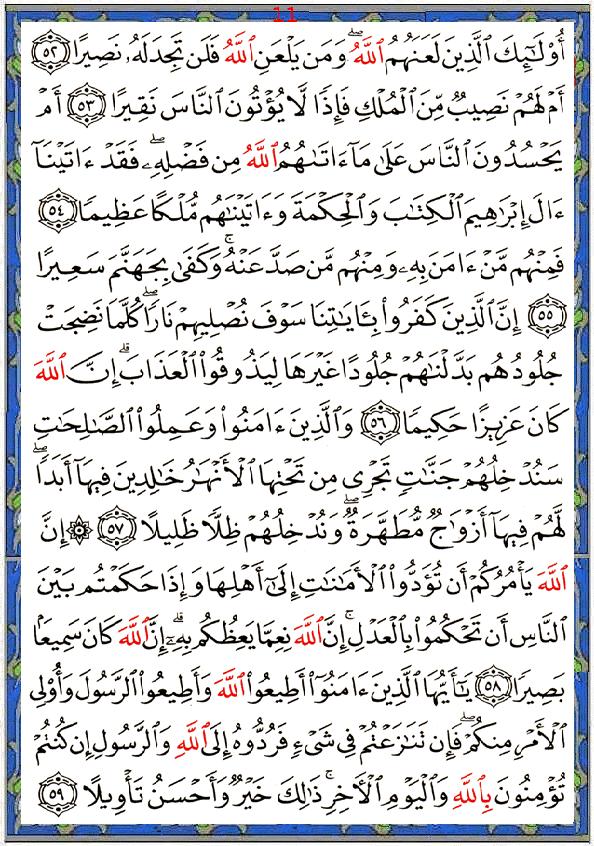 11
أُوْلَٰٓئِكَ ٱلَّذِينَ لَعَنَهُمُ ٱللَّهُۖ وَمَن يَلْعَنِ ٱللَّهُ فَلَن تَجِدَ لَهُۥ نَصِيرًا ٥٢
أَمْ لَهُمْ نَصِيبٌ مِّنَ ٱلْمُلْكِ فَإِذًا لَّا يُؤْتُونَ ٱلنَّاسَ نَقِيرًا ٥٣ أَمْ
يَحْسُدُونَ ٱلنَّاسَ عَلَىٰ مَآ ءَاتَىٰهُمُ ٱللَّهُ مِن فَضْلِهِۦۖ فَقَدْ ءَاتَيْنَآ
ءَالَ إِبْرَٰهِيمَ ٱلْكِتَٰبَ وَٱلْحِكْمَةَ وَءَاتَيْنَٰهُم مُّلْكًا عَظِيمًا ٥٤
فَمِنْهُم مَّنْ ءَامَنَ بِهِۦ وَمِنْهُم مَّن صَدَّ عَنْهُۚ وَكَفَىٰ بِجَهَنَّمَ سَعِيرًا
٥٥ إِنَّ ٱلَّذِينَ كَفَرُوا۟ بِـَٔايَٰتِنَا سَوْفَ نُصْلِيهِمْ نَارًاۖ كُلَّمَا نَضِجَتْ
جُلُودُهُم بَدَّلْنَٰهُمْ جُلُودًا غَيْرَهَا لِيَذُوقُوا۟ ٱلْعَذَابَۗ إِنَّ ٱللَّهَ
كَانَ عَزِيزًا حَكِيمًا ٥٦ وَٱلَّذِينَ ءَامَنُوا۟ وَعَمِلُوا۟ ٱلصَّٰلِحَٰتِ
سَنُدْخِلُهُمْ جَنَّٰتٍ تَجْرِى مِن تَحْتِهَا ٱلْأَنْهَٰرُ خَٰلِدِينَ فِيهَآ أَبَدًاۖ
لَّهُمْ فِيهَآ أَزْوَٰجٌ مُّطَهَّرَةٌۖ وَنُدْخِلُهُمْ ظِلًّا ظَلِيلًا ٥٧ ۞ إِنَّ
ٱللَّهَ يَأْمُرُكُمْ أَن تُؤَدُّوا۟ ٱلْأَمَٰنَٰتِ إِلَىٰٓ أَهْلِهَا وَإِذَا حَكَمْتُم بَيْنَ
ٱلنَّاسِ أَن تَحْكُمُوا۟ بِٱلْعَدْلِۚ إِنَّ ٱللَّهَ نِعِمَّا يَعِظُكُم بِهِۦٓۗ إِنَّ ٱللَّهَ كَانَ سَمِيعًۢا
بَصِيرًا ٥٨ يَٰٓأَيُّهَا ٱلَّذِينَ ءَامَنُوٓا۟ أَطِيعُوا۟ ٱللَّهَ وَأَطِيعُوا۟ ٱلرَّسُولَ وَأُو۟لِى
ٱلْأَمْرِ مِنكُمْۖ فَإِن تَنَٰزَعْتُمْ فِى شَىْءٍ فَرُدُّوهُ إِلَى ٱللَّهِ وَٱلرَّسُولِ إِن كُنتُمْ
تُؤْمِنُونَ بِٱللَّهِ وَٱلْيَوْمِ ٱلْأَخِرِۚ ذَٰلِكَ خَيْرٌ وَأَحْسَنُ تَأْوِيلًا ٥٩